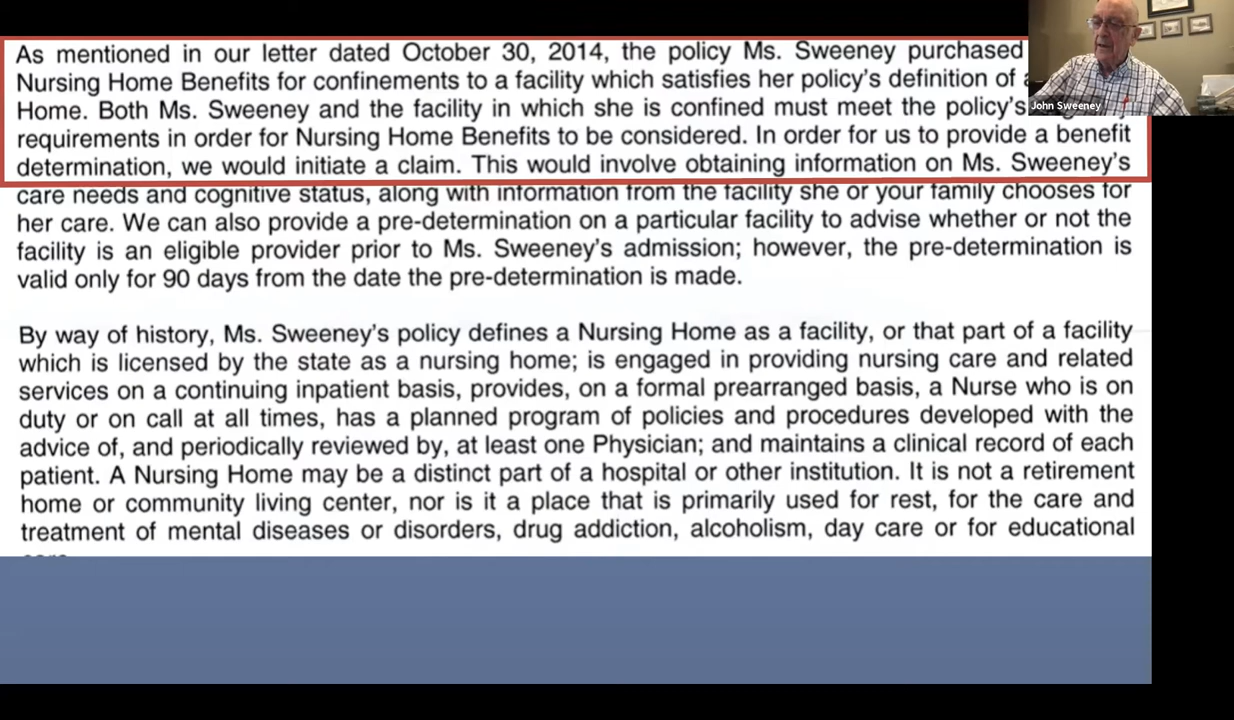 As mentioned in our letter dated October 30, 2014, the policy Ms. Sweeney purchased
Nursing Home Benefits for confinements to a facility which satisfies her policy's definition of
Home. Both Ms. Sweeney and the facility in which she is confined must meet the policy's
requirements in order for Nursing Home Benefits to be considered. In order for us to provide a benefit
determination, we would initiate a claim. This would involve obtaining information on Ms. Sweeney's
care needs and cognitive status, along with information from the facility she or your family chooses for
her care. We can also provide a pre-determination on a particular facility to advise whether or not the
facility is an eligible provider prior to Ms. Sweeney's admission; however, the pre-determination is
valid only for 90 days from the date the pre-determination is made.
By way of history, Ms. Sweeney's policy defines a Nursing Home as a facility, or that part of a facility
which is licensed by the state as a nursing home; is engaged in providing nursing care and related
services on a continuing inpatient basis, provides, on a formal prearranged basis, a Nurse who is on
duty or on call at all times, has a planned program of policies and procedures developed with the
advice of, and periodically reviewed by, at least one Physician; and maintains a clinical record of each
patient. A Nursing Home may be a distinct part of a hospital or other institution. It is not a retirement
home or community living center, nor is it a place that is primarily used for rest, for the care and
treatment of mental diseases or disorders, drug addiction, alcoholism, day care or for educational
John Sweeney